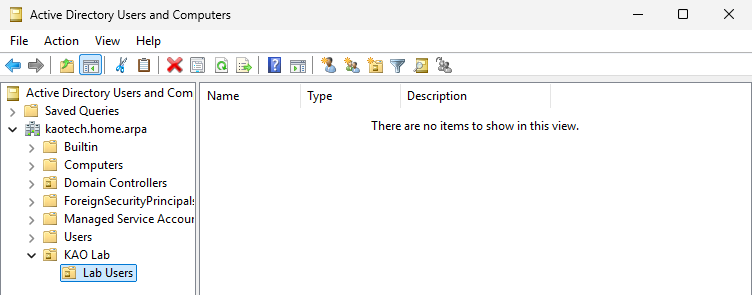 Active Directory Users and Computers
File Action View Help
Active Directory Users and Com
Saved Queries
kaotech.home.arpa
Builtin
Computers
Domain Controllers
ForeignSecurityPrincipals
Managed Service Accour
Users
KAO Lab
Lab Users
Name Type Description
There are no items to show in this view.